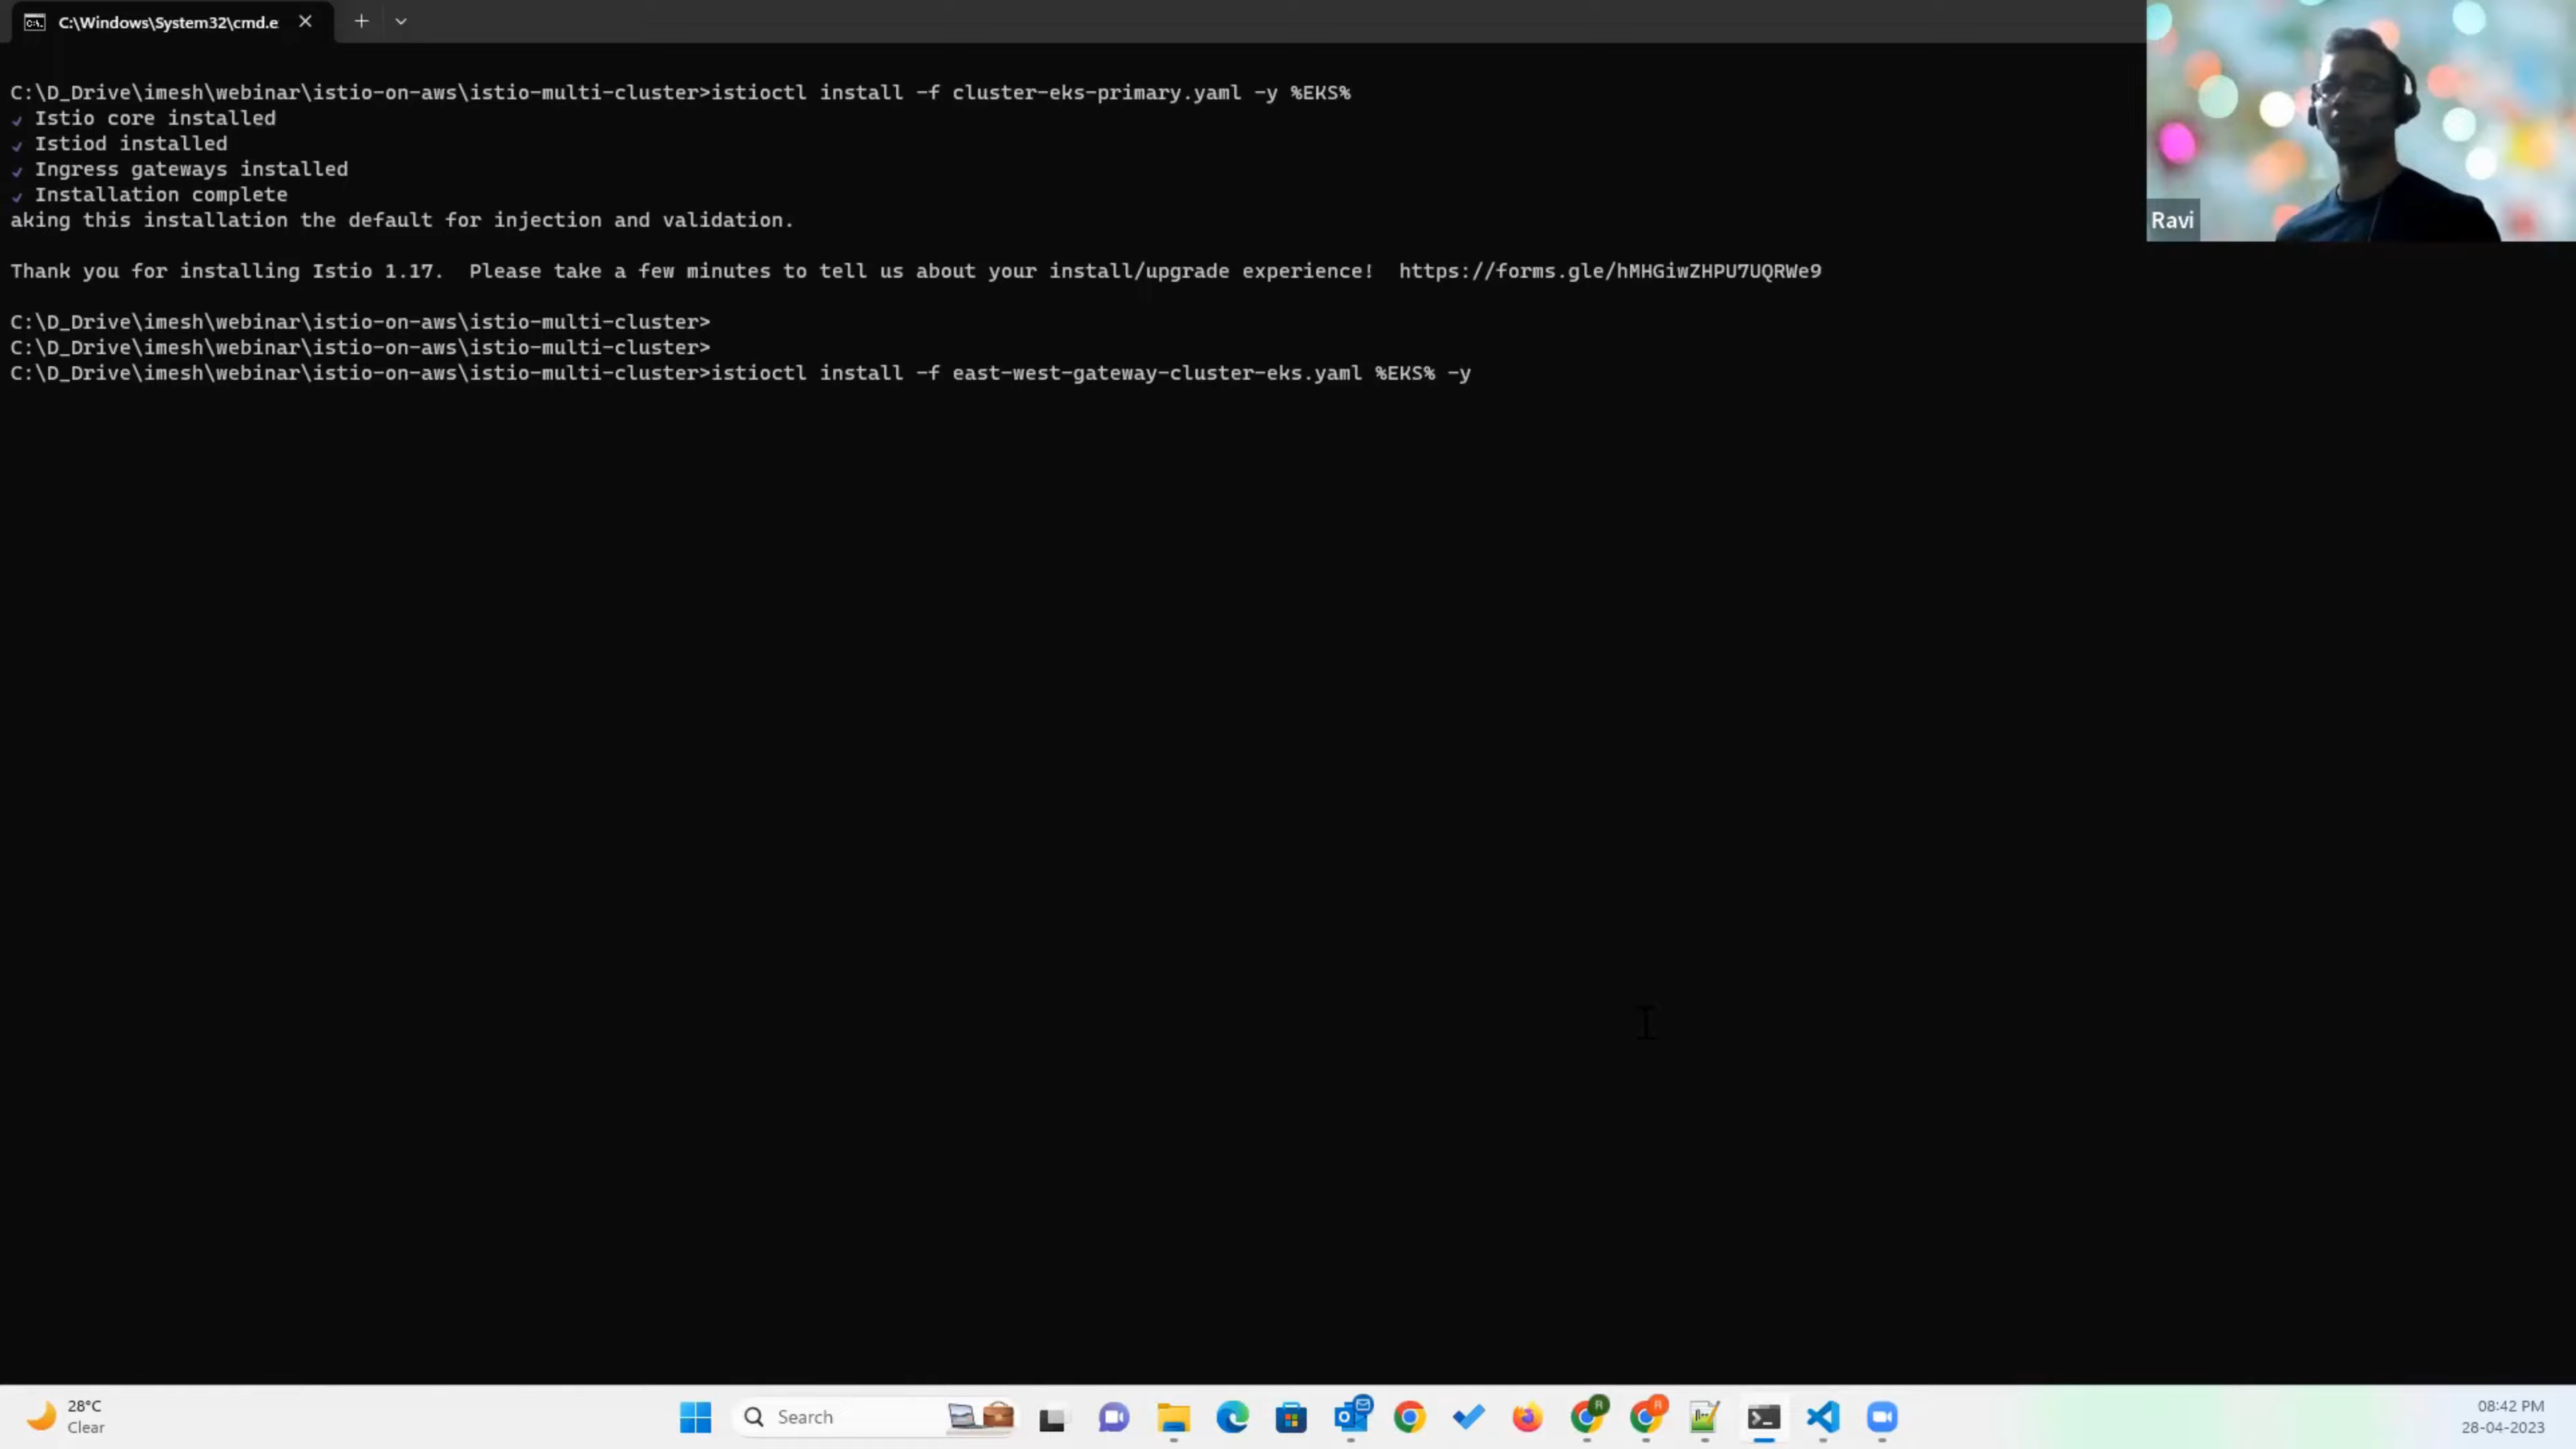 C:\Windows\System32\cmd.e
C:\D_Drive\imesh\webinar\istio-on-aws\istio-multi-cluster>istioctl install -f cluster-eks-primary.yaml -y %EKS%
✓ Istio core installed
✓ Istiod installed
✓ Ingress gateways installed
✓ Installation complete
aking this installation the default for injection and validation.
Thank you for installing Istio 1.17.  Please take a few minutes to tell us about your install/upgrade experience!  https://forms.gle/hMHGiwZHPU7UQRWe9
C:\D_Drive\imesh\webinar\istio-on-aws\istio-multi-cluster>
C:\D_Drive\imesh\webinar\istio-on-aws\istio-multi-cluster>
C:\D_Drive\imesh\webinar\istio-on-aws\istio-multi-cluster>istioctl install -f east-west-gateway-cluster-eks.yaml %EKS% -y
Ravi
28°C
Clear
Search
08:42 PM
28-04-2023